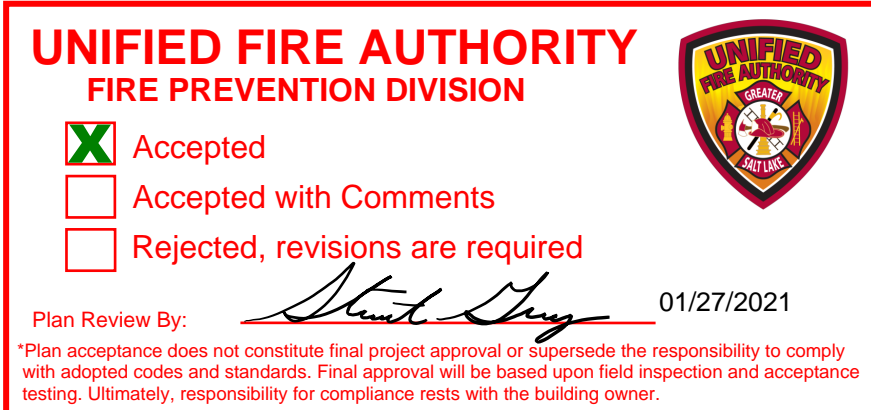 UNIFIED FIRE AUTHORITY
FIRE PREVENTION DIVISION
UNIFIED
FIRE AUTHORITY
GREATER
SALT LAKE
X Accepted
Accepted with Comments
Rejected, revisions are required
Plan Review By:
01/27/2021
*Plan acceptance does not constitute final project approval or supersede the responsibility to comply
with adopted codes and standards. Final approval will be based upon field inspection and acceptance
testing. Ultimately, responsibility for compliance rests with the building owner.